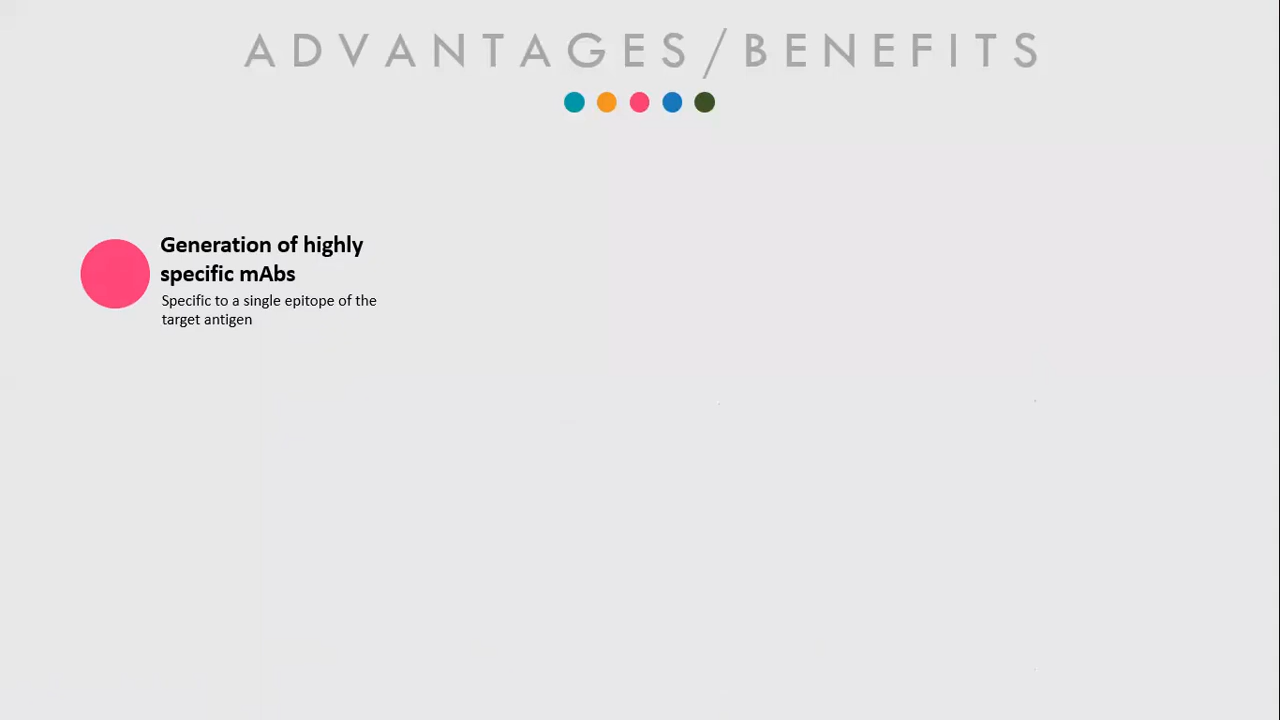 ADVANTAGES/BENEFITS
Generation of highly
specific mAbs
Specific to a single epitope of the
target antigen